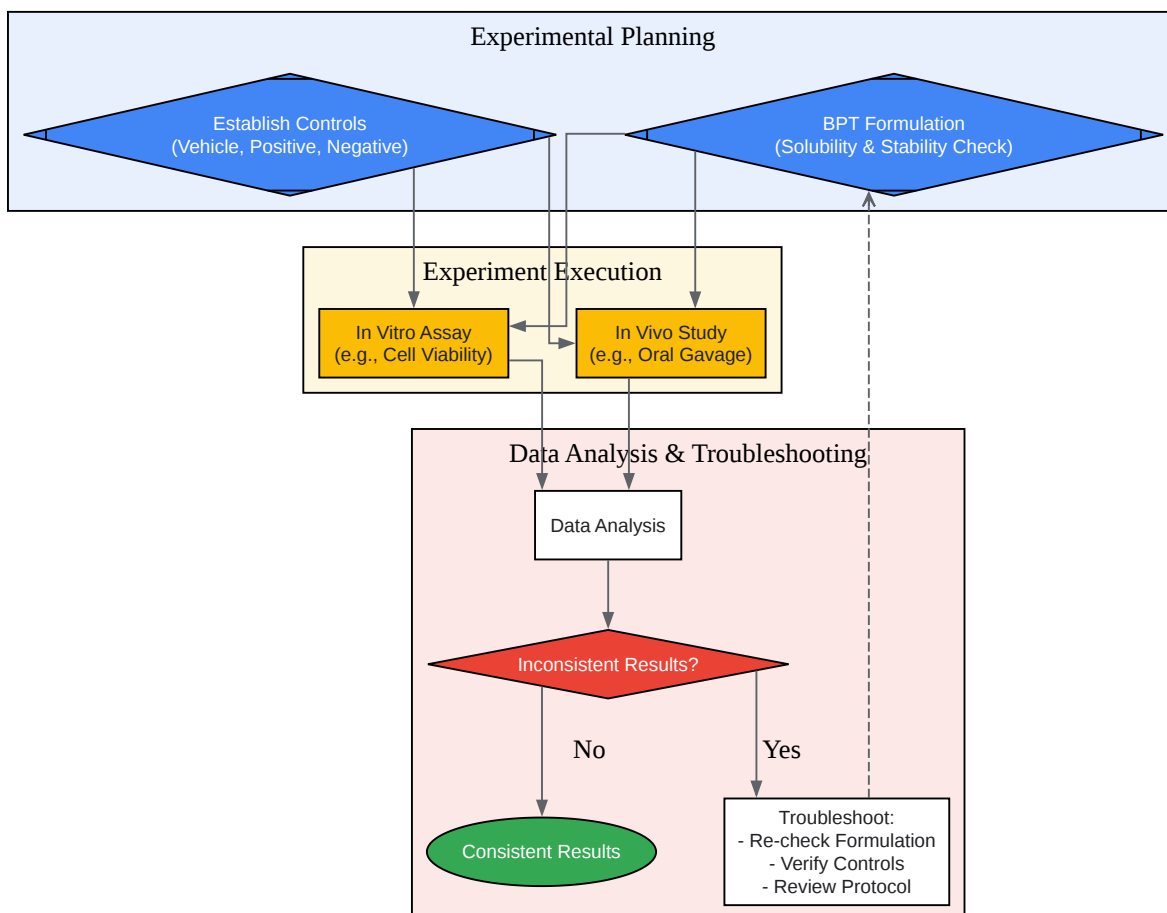 Experimental Planning
Establish Controls
(Vehicle, Positive, Negative)
BPT Formulation
(Solubility & Stability Check)
Experiment Execution
In Vitro Assay
(e.g., Cell Viability)
In Vivo Study
(e.g., Oral Gavage)
Data Analysis & Troubleshooting
Data Analysis
Inconsistent Results?
No
Yes
Consistent Results
Troubleshoot:
- Re-check Formulation
- Verify Controls
- Review Protocol